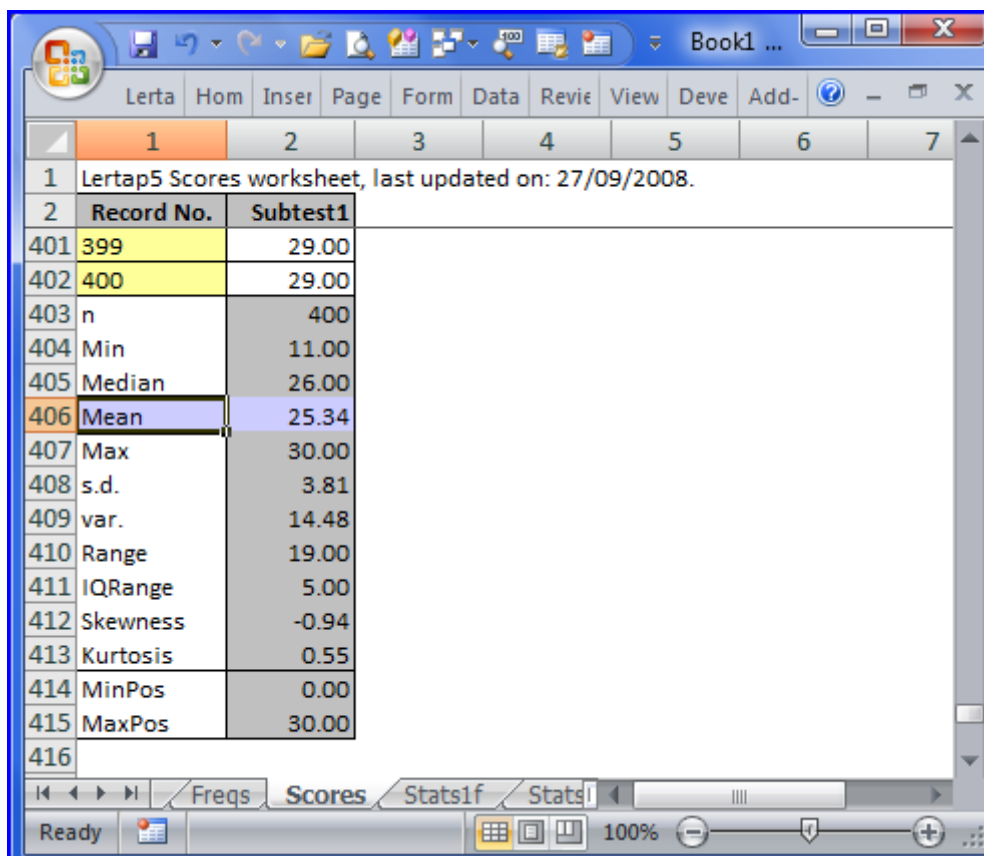 Book1 ...
Lerta Hom Inser Page Form Data Revie View Deve Add-
1 2 3 4 5 6 7
1 Lertap5 Scores worksheet, last updated on: 27/09/2008.
2 Record No. Subtest1
401 399 29.00
402 400 29.00
403 n 400
404 Min 11.00
405 Median 26.00
406 Mean 25.34
407 Max 30.00
408 s.d. 3.81
409 var. 14.48
410 Range 19.00
411 IQRange 5.00
412 Skewness -0.94
413 Kurtosis 0.55
414 MinPos 0.00
415 MaxPos 30.00
416
Freqs Scores Stats1f Stats
Ready 100%